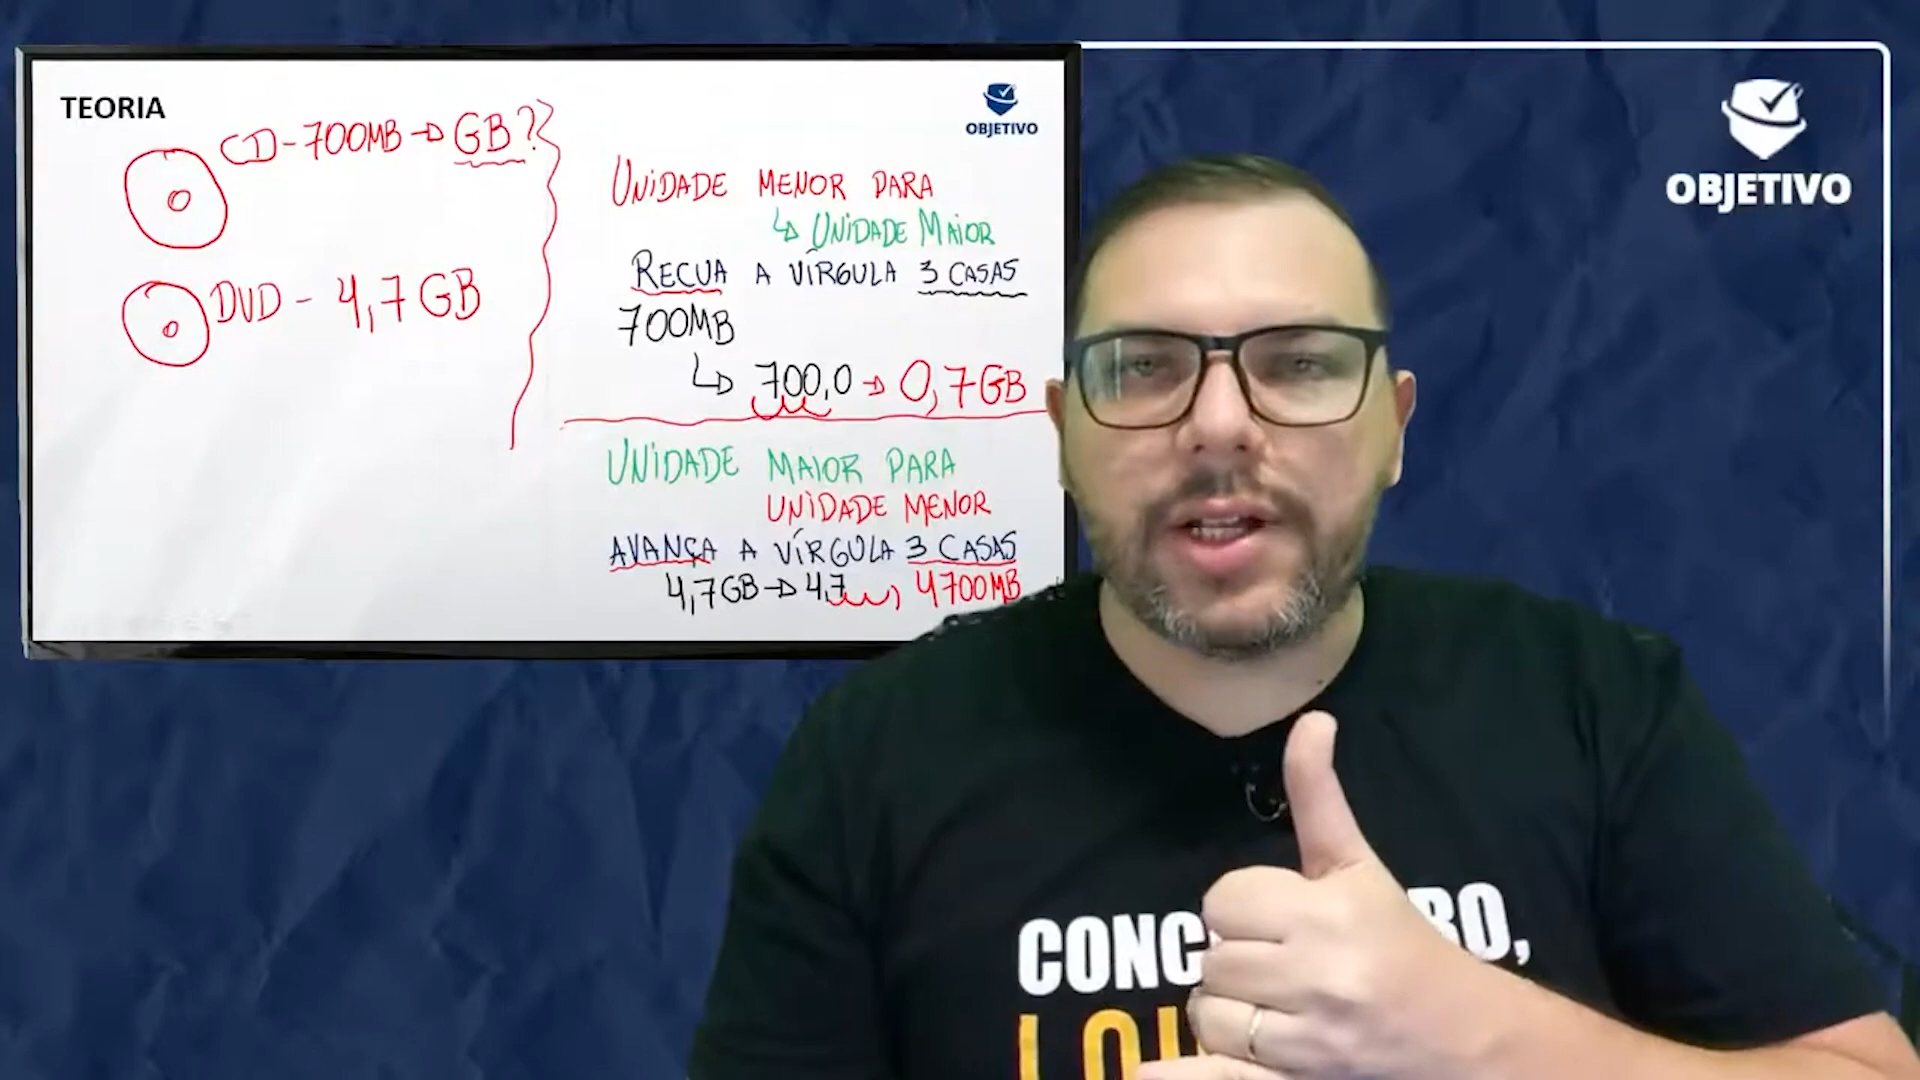 TEORIA
OBJETIVO
CD-700MB → GB?
DVD - 4,7 GB
UNIDADE MENOR PARA
↳ UNIDADE MAIOR
RECUA A VÍRGULA 3 CASAS
700MB
↳ 700,0 → 0,7GB
UNIDADE MAIOR PARA
UNIDADE MENOR
AVANÇA A VÍRGULA 3 CASAS
4,7GB → 4,7 4700MB
OBJETIVO